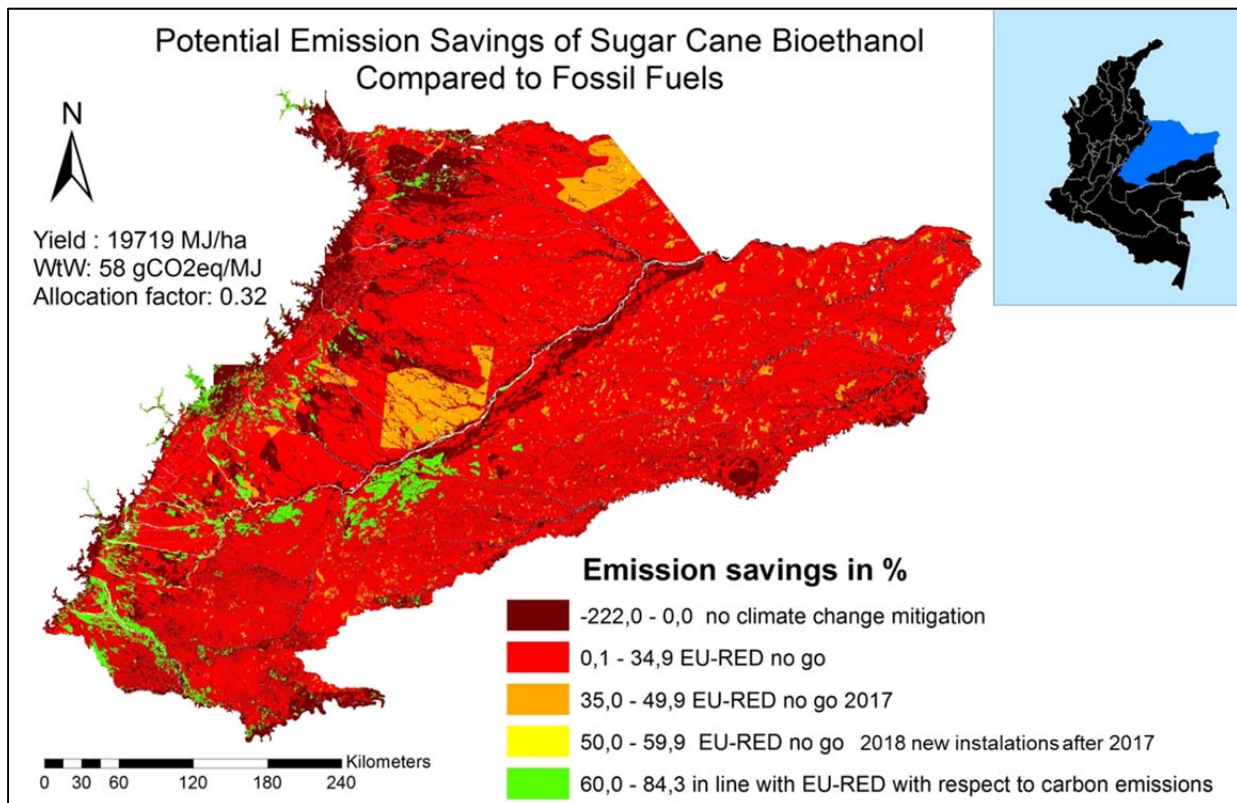 Potential Emission Savings of Sugar Cane Bioethanol
Compared to Fossil Fuels
N
Yield : 19719 MJ/ha
WtW: 58 gCO2eq/MJ
Allocation factor: 0.32
Emission savings in %
-222,0 - 0,0 no climate change mitigation
0,1 - 34,9 EU-RED no go
35,0 - 49,9 EU-RED no go 2017
50,0 - 59,9 EU-RED no go 2018 new instalations after 2017
60,0 - 84,3 in line with EU-RED with respect to carbon emissions
Kilometers
0 30 60 120 180 240